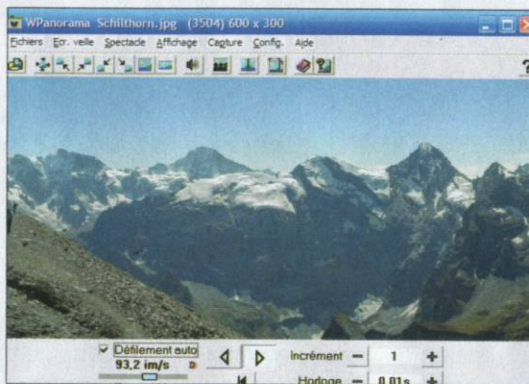 WPanorama Schilthorn.jpg (3504) 600 x 300
Fichiers Ecr. veille Spectacle Affichage Capture Config. Aide
?
Défilement auto
93,2 im/s
Incrément − 1 +
Horloge − 0,01s +